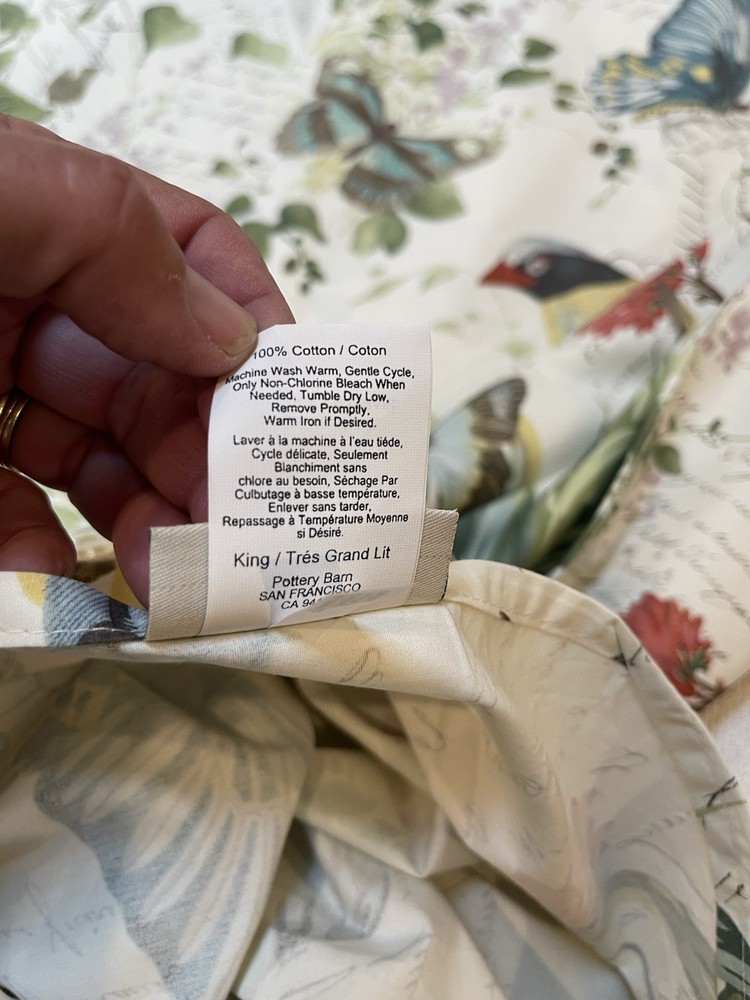 100% Cotton / Coton
Machine Wash Warm, Gentle Cycle,
Only Non-Chlorine Bleach When
Needed, Tumble Dry Low,
Remove Promptly,
Warm Iron if Desired.
Laver à la machine à l'eau tiéde,
Cycle délicate, Seulement
Blanchiment sans
chlore au besoin, Séchage Par
Culbutage à basse température,
Enlever sans tarder,
Repassage à Température Moyenne
si Désiré.
King / Trés Grand Lit
Pottery Barn
SAN FRANCISCO
CA